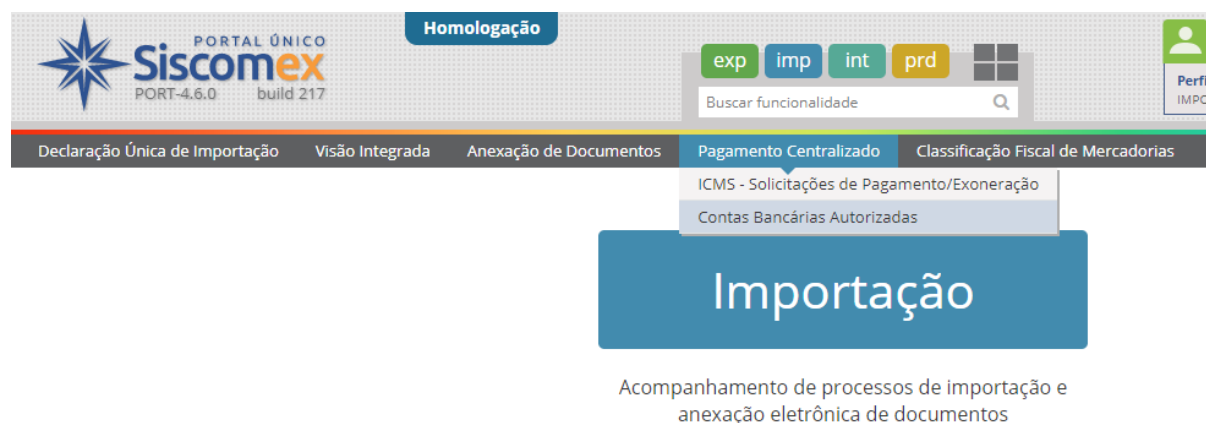 Homologação
PORTAL ÚNICO
Siscomex
PORT-4.6.0 build 217
exp imp int prd
Buscar funcionalidade
Declaração Única de Importação Visão Integrada Anexação de Documentos Pagamento Centralizado Classificação Fiscal de Mercadorias
ICMS - Solicitações de Pagamento/Exoneração
Contas Bancárias Autorizadas
Importação
Acompanhamento de processos de importação e
anexação eletrônica de documentos